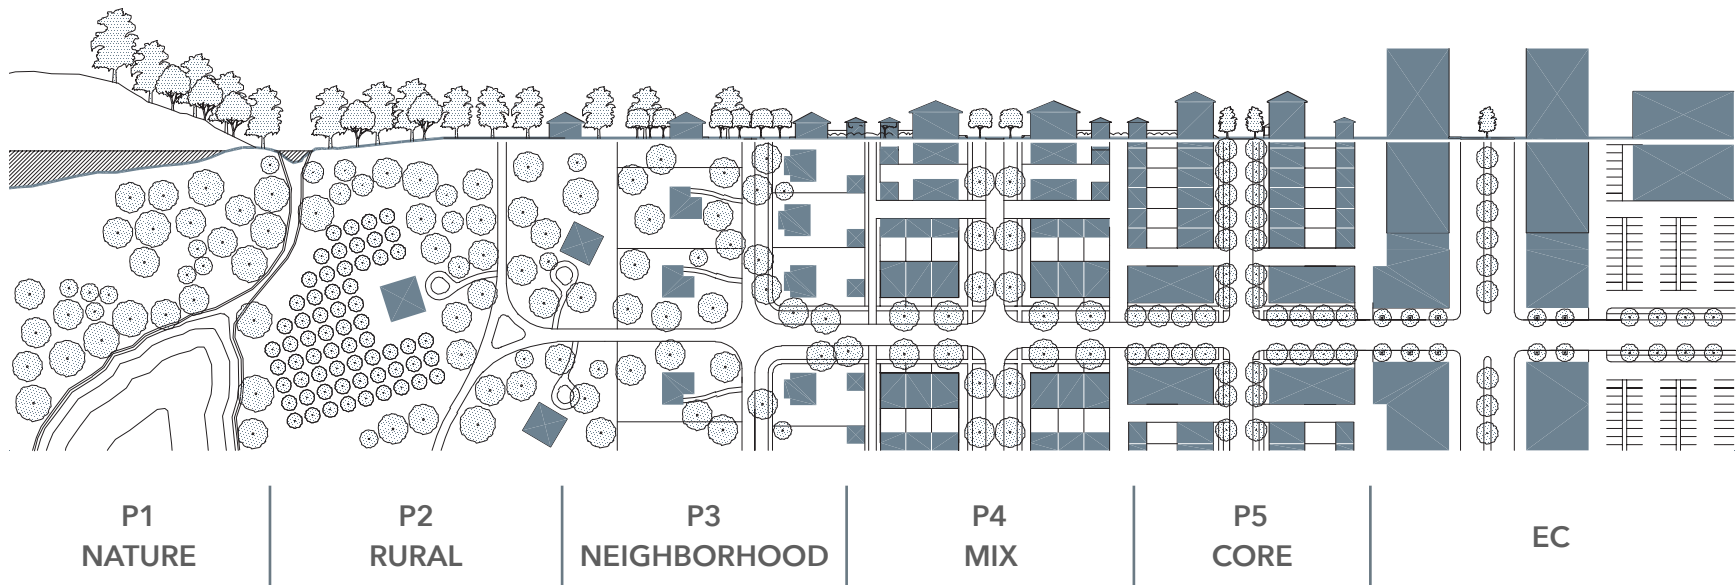 P1
NATURE
P2
RURAL
P3
NEIGHBORHOOD
P4
MIX
P5
CORE
EC